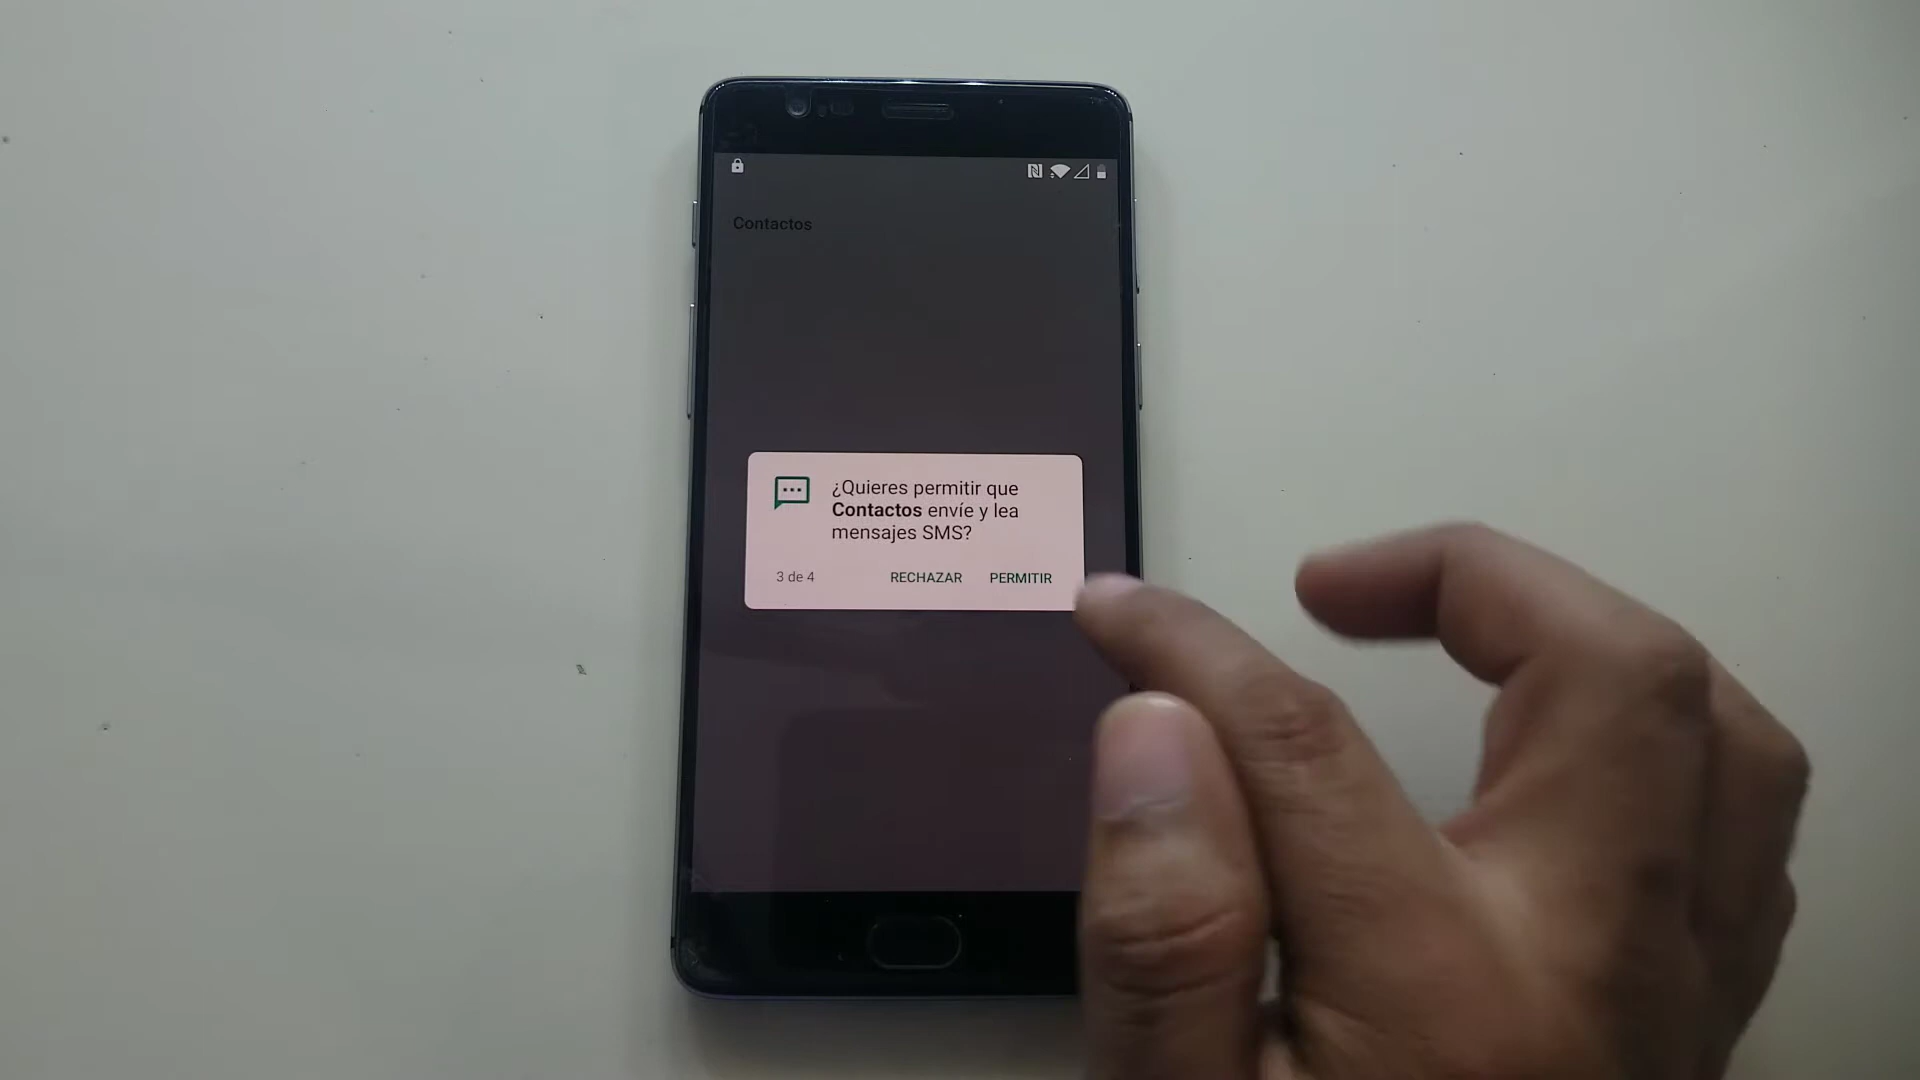 Contactos
¿Quieres permitir que
Contactos envíe y lea
mensajes SMS?
3 de 4 RECHAZAR PERMITIR